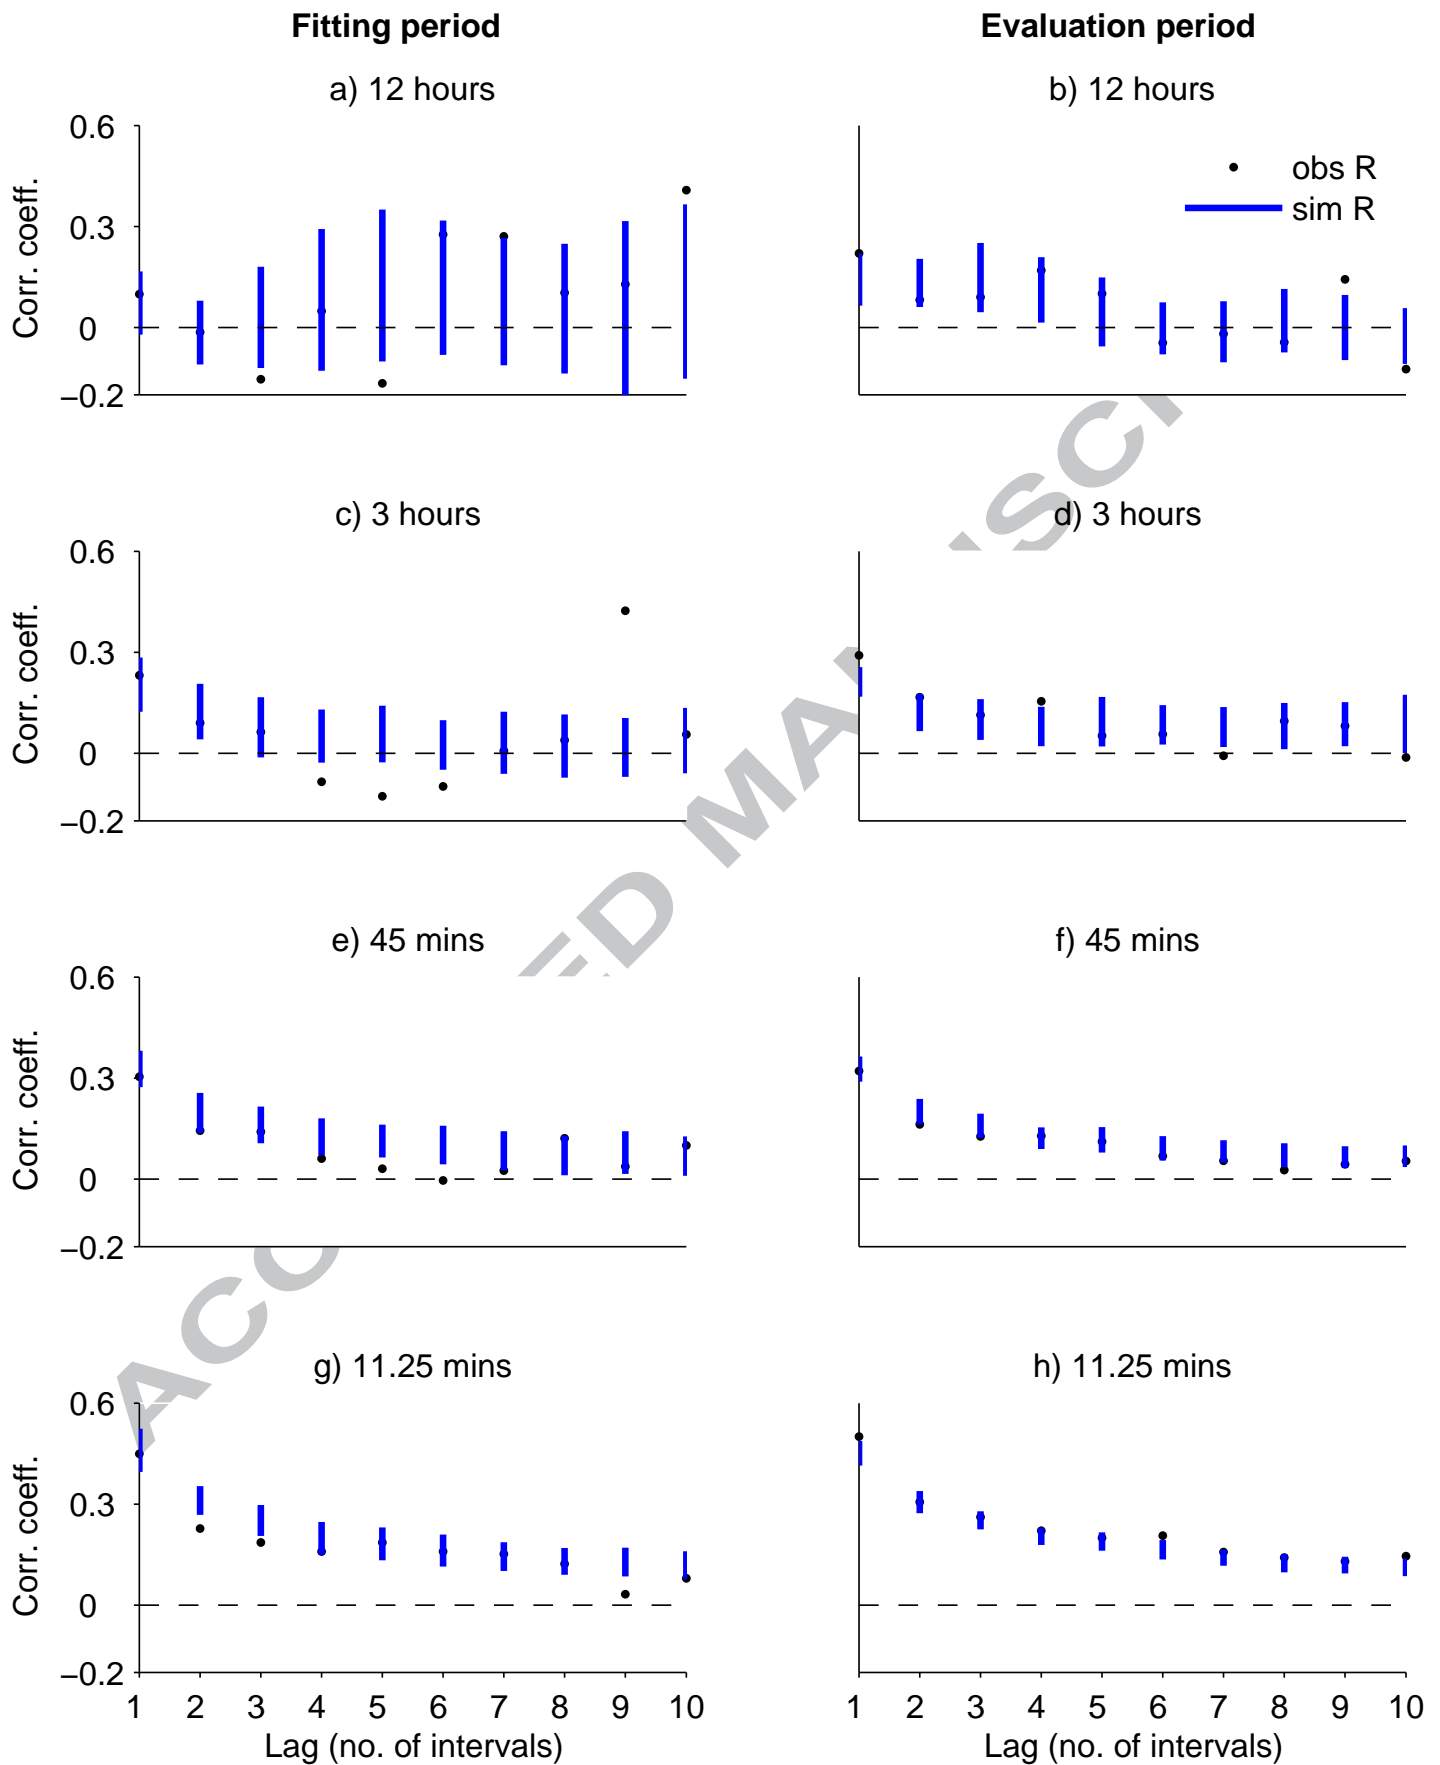 Fitting period
Evaluation period
a) 12 hours
b) 12 hours
0.6
0.3
0
−0.2
Corr. coeff.
obs R
sim R
c) 3 hours
d) 3 hours
0.6
0.3
0
−0.2
Corr. coeff.
e) 45 mins
f) 45 mins
0.6
0.3
0
−0.2
Corr. coeff.
g) 11.25 mins
h) 11.25 mins
0.6
0.3
0
−0.2
Corr. coeff.
1 2 3 4 5 6 7 8 9 10
1 2 3 4 5 6 7 8 9 10
Lag (no. of intervals)
Lag (no. of intervals)